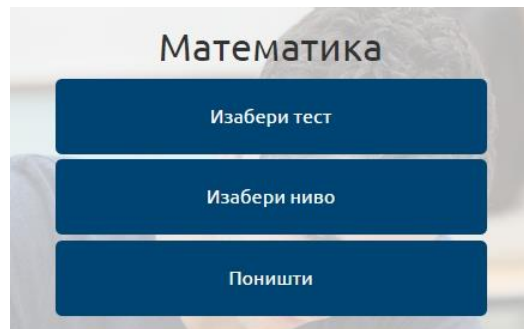 Математика
Изабери тест
Изабери ниво
Поништи